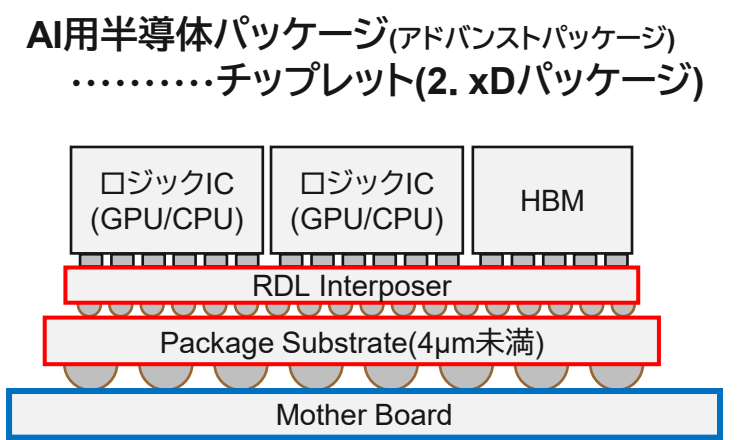 AI用半導体パッケージ(アドバンストパッケージ)
‥‥‥‥‥チップレット(2. xDパッケージ)
ロジックIC
(GPU/CPU)
ロジックIC
(GPU/CPU)
HBM
RDL Interposer
Package Substrate(4μm未満)
Mother Board